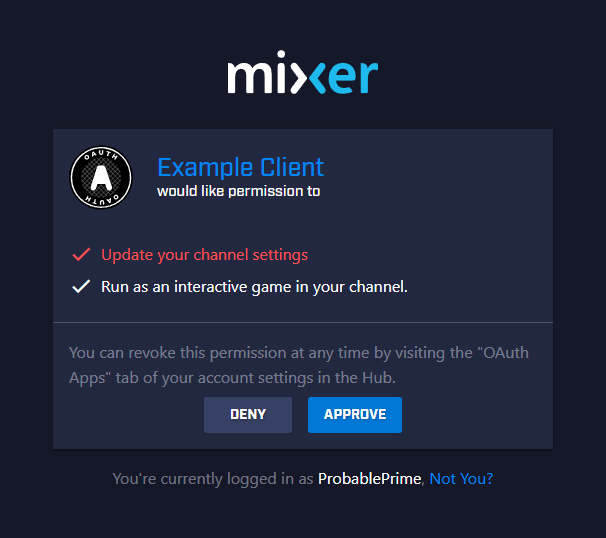 mixer
OAUTH
A
OAUTH
Example Client
would like permission to
Update your channel settings
Run as an interactive game in your channel.
You can revoke this permission at any time by visiting the "OAuth
Apps" tab of your account settings in the Hub.
DENY APPROVE
You're currently logged in as ProbablePrime, Not You?